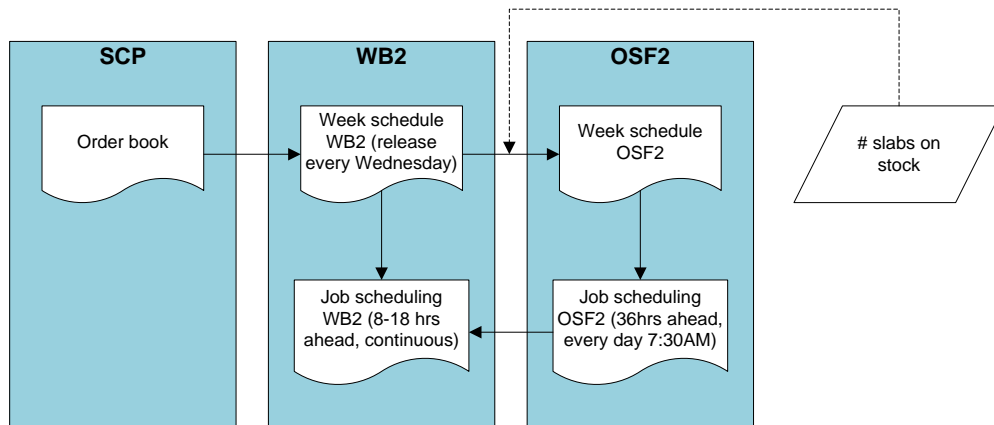 SCP
WB2
OSF2
Order book
Week schedule
WB2 (release
every Wednesday)
Week schedule
OSF2
# slabs on
stock
Job scheduling
WB2 (8-18 hrs
ahead, continuous)
Job scheduling
OSF2 (36hrs ahead,
every day 7:30AM)